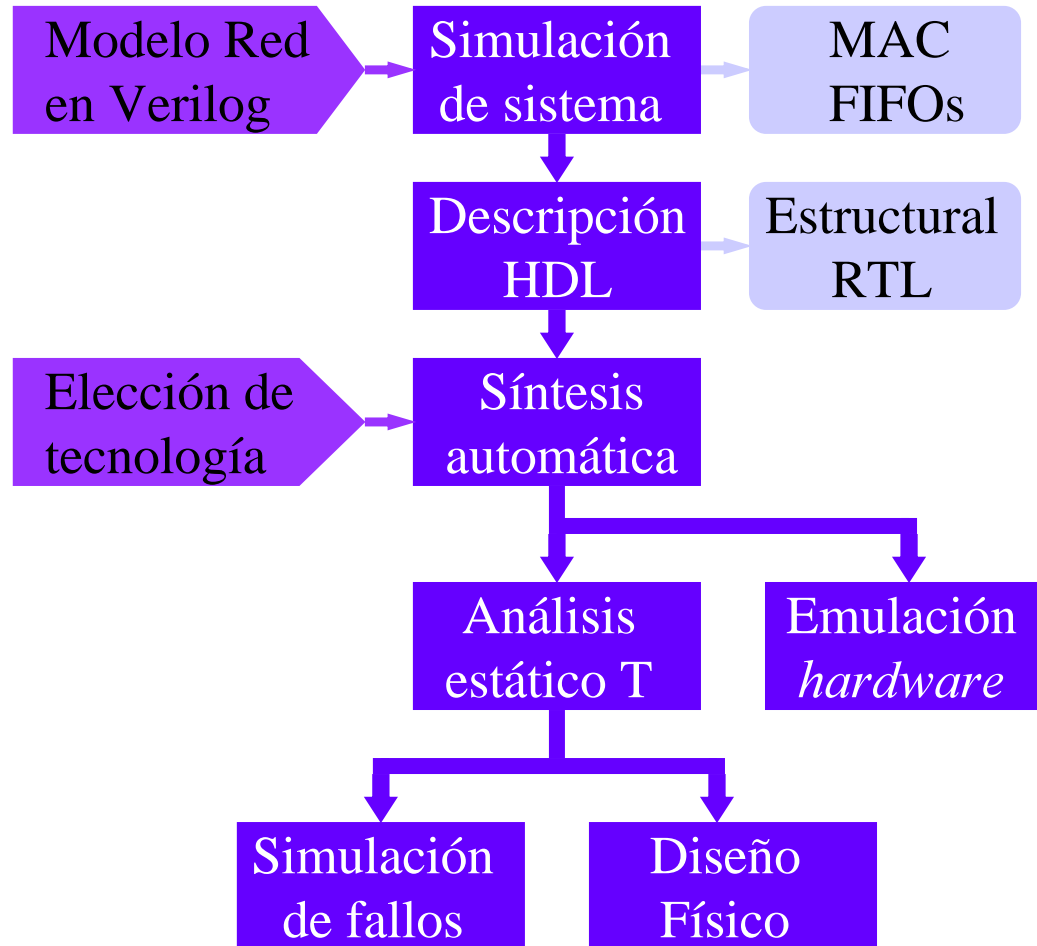 Modelo Red
en Verilog
Simulación
de sistema
MAC
FIFOs
Descripción
HDL
Estructural
RTL
Elección de
tecnología
Síntesis
automática
Análisis
estático T
Emulación
hardware
Simulación
de fallos
Diseño
Físico